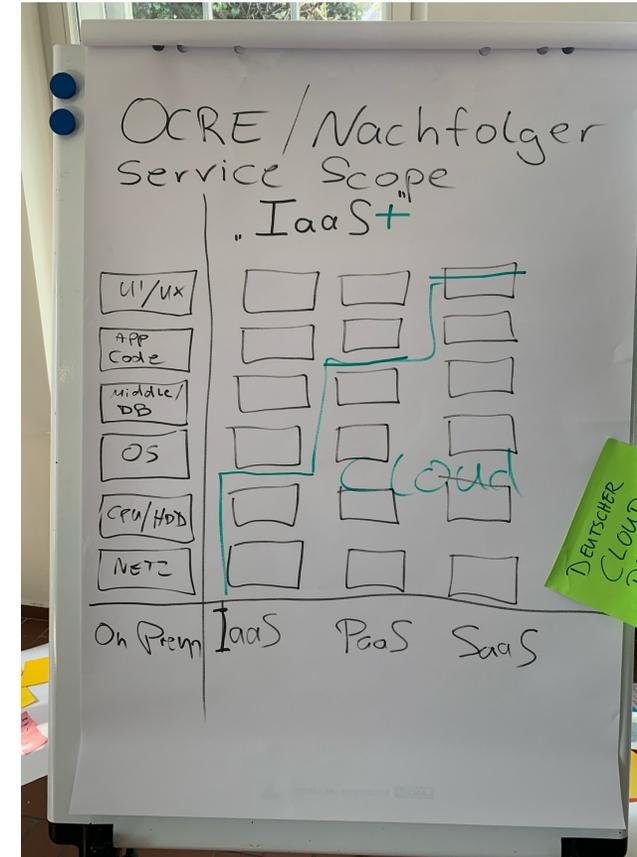 OCRE / Nachfolger
Service Scope
„IaaS+"
UI/UX
APP
Code
Middle/
DB
OS
CPU/HDD
NETZ
Cloud
On Prem
IaaS
PaaS
SaaS
DEUTSCHER
CLOUD